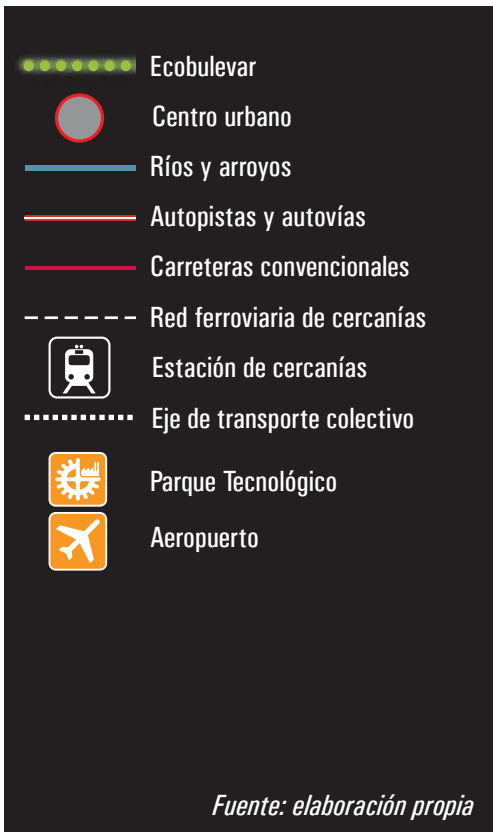 Ecobulevar
Centro urbano
Ríos y arroyos
Autopistas y autovías
Carreteras convencionales
Red ferroviaria de cercanías
Estación de cercanías
Eje de transporte colectivo
Parque Tecnológico
Aeropuerto
Fuente: elaboración propia